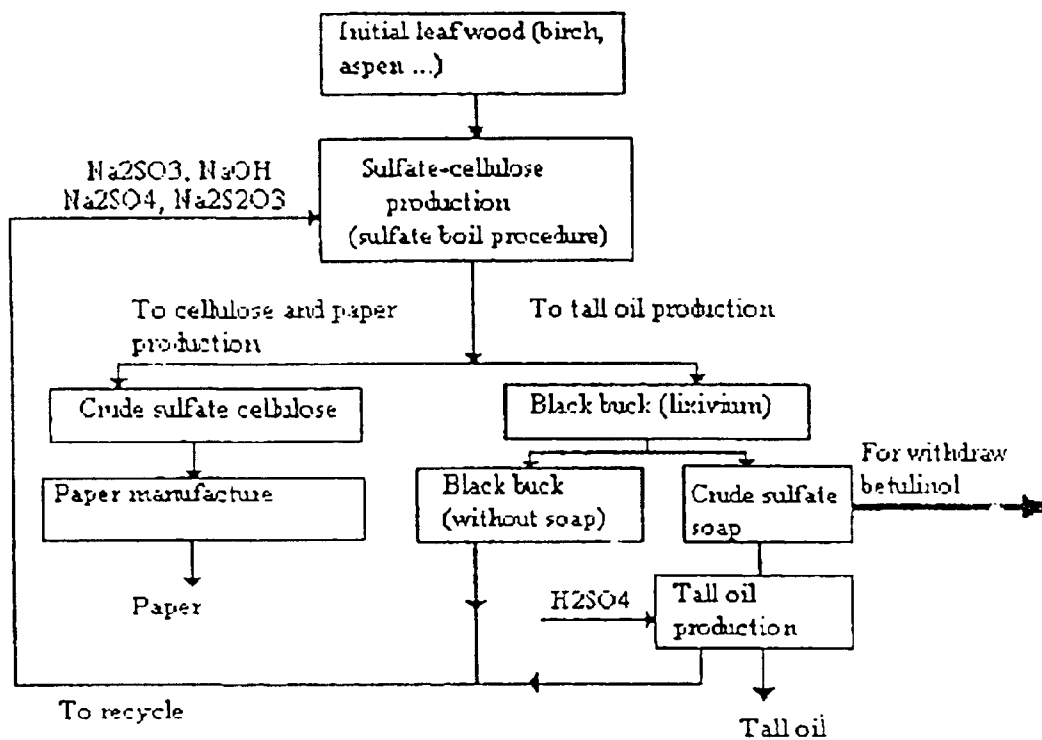 Initial leaf wood (birch,
aspen ...)
Na2SO3, NaOH
Na2SO4, Na2S2O3
Sulfate-cellulose
production
(sulfate boil procedure)
To cellulose and paper
production
To tall oil production
Crude sulfate cellulose
Black buck (lixivium)
Paper manufacture
Black buck
(without soap)
Crude sulfate
soap
For withdraw
betulinol
Paper
H2SO4
Tall oil
production
To recycle
Tall oil